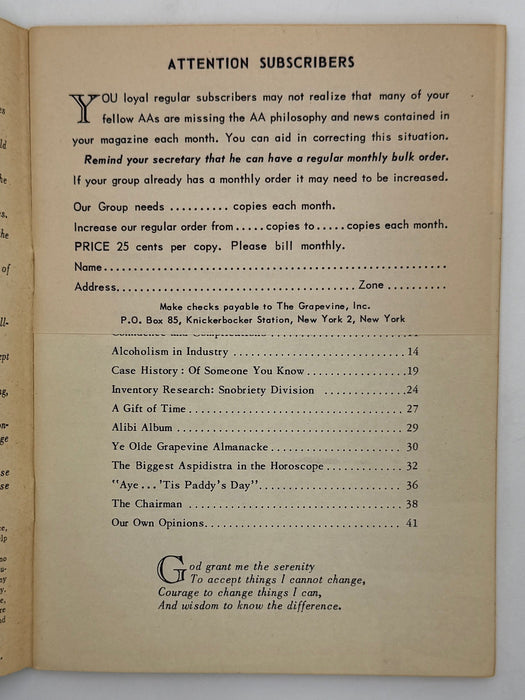 ATTENTION SUBSCRIBERS
YOU loyal regular subscribers may not realize that many of your
fellow AAs are missing the AA philosophy and news contained in
your magazine each month. You can aid in correcting this situation.
Remind your secretary that he can have a regular monthly bulk order.
If your group already has a monthly order it may need to be increased.
Our Group needs .......... copies each month.
Increase our regular order from.....copies to.....copies each month.
PRICE 25 cents per copy. Please bill monthly.
Name..........................................................
Address........................................Zone ..........
Make checks payable to The Grapevine, Inc.
P.O. Box 85, Knickerbocker Station, New York 2, New York
Alcoholism in Industry ..............................14
Case History: Of Someone You Know.................19
Inventory Research: Snobriety Division ..............24
A Gift of Time.....................................27
Alibi Album .......................................29
Ye Olde Grapevine Almanacke.......................30
The Biggest Aspidistra in the Horoscope..............32
"Aye...'Tis Paddy's Day"..........................36
The Chairman .....................................38
Our Own Opinions..................................41
God grant me the serenity
To accept things I cannot change,
Courage to change things I can,
And wisdom to know the difference.